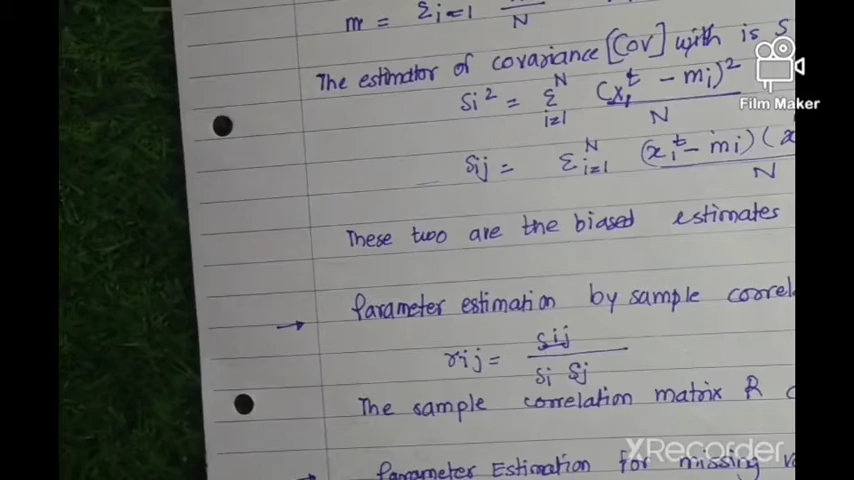 m = Σi=1 N
The estimator of covariance [Cov] with is S
Si² = Σ i=1 N (xi^t - mi)² / N
Sij = Σ i=1 N (xi^t - mi) (x / N
These two are the biased estimates
→ Parameter estimation by sample correl
rij = sij / si sj
The sample correlation matrix R
→ Parameter Estimation for missing v
Film Maker
XRecorder